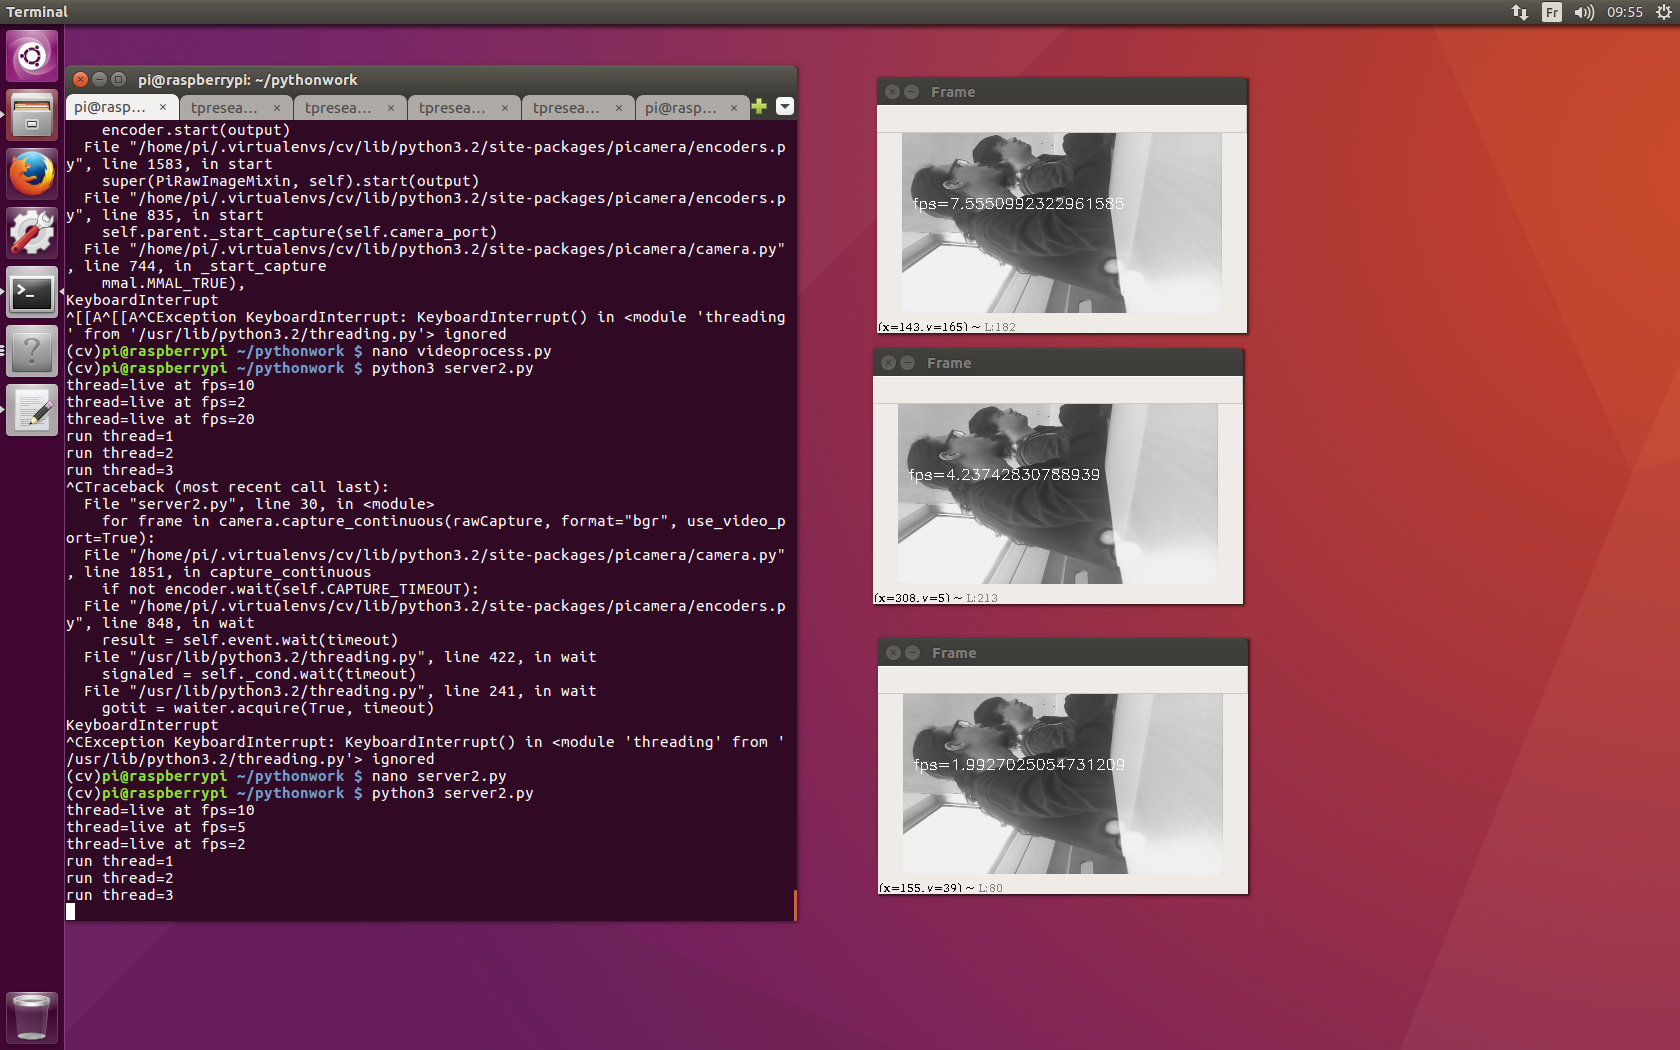 Terminal
Fr
09:55
pi@raspberrypi: ~/pythonwork
pi@rasp... × tpresea... × tpresea... × tpresea... × tpresea... × pi@rasp... ×
encoder.start(output)
File "/home/pi/.virtualenvs/cv/lib/python3.2/site-packages/picamera/encoders.p
y", line 1583, in start
super(PiRawImageMixin, self).start(output)
File "/home/pi/.virtualenvs/cv/lib/python3.2/site-packages/picamera/encoders.p
y", line 835, in start
self.parent._start_capture(self.camera_port)
File "/home/pi/.virtualenvs/cv/lib/python3.2/site-packages/picamera/camera.py"
, line 744, in _start_capture
mmal.MMAL_TRUE),
KeyboardInterrupt
^[[A^[[A^CException KeyboardInterrupt: KeyboardInterrupt() in <module 'threading
' from '/usr/lib/python3.2/threading.py'> ignored
(cv)pi@raspberrypi ~/pythonwork $ nano videoprocess.py
(cv)pi@raspberrypi ~/pythonwork $ python3 server2.py
thread=live at fps=10
thread=live at fps=2
thread=live at fps=20
run thread=1
run thread=2
run thread=3
^CTraceback (most recent call last):
File "server2.py", line 30, in <module>
for frame in camera.capture_continuous(rawCapture, format="bgr", use_video_p
ort=True):
File "/home/pi/.virtualenvs/cv/lib/python3.2/site-packages/picamera/camera.py"
, line 1851, in capture_continuous
if not encoder.wait(self.CAPTURE_TIMEOUT):
File "/home/pi/.virtualenvs/cv/lib/python3.2/site-packages/picamera/encoders.p
y", line 848, in wait
result = self.event.wait(timeout)
File "/usr/lib/python3.2/threading.py", line 422, in wait
signaled = self._cond.wait(timeout)
File "/usr/lib/python3.2/threading.py", line 241, in wait
gotit = waiter.acquire(True, timeout)
KeyboardInterrupt
^CException KeyboardInterrupt: KeyboardInterrupt() in <module 'threading' from '
/usr/lib/python3.2/threading.py'> ignored
(cv)pi@raspberrypi ~/pythonwork $ nano server2.py
(cv)pi@raspberrypi ~/pythonwork $ python3 server2.py
thread=live at fps=10
thread=live at fps=5
thread=live at fps=2
run thread=1
run thread=2
run thread=3
Frame
fps=7.5550992322961585
(x=143, y=165) ~ L:182
Frame
fps=4.23742830788939
(x=308, y=5) ~ L:213
Frame
fps=1.9927025054731209
(x=155, y=39) ~ L:80